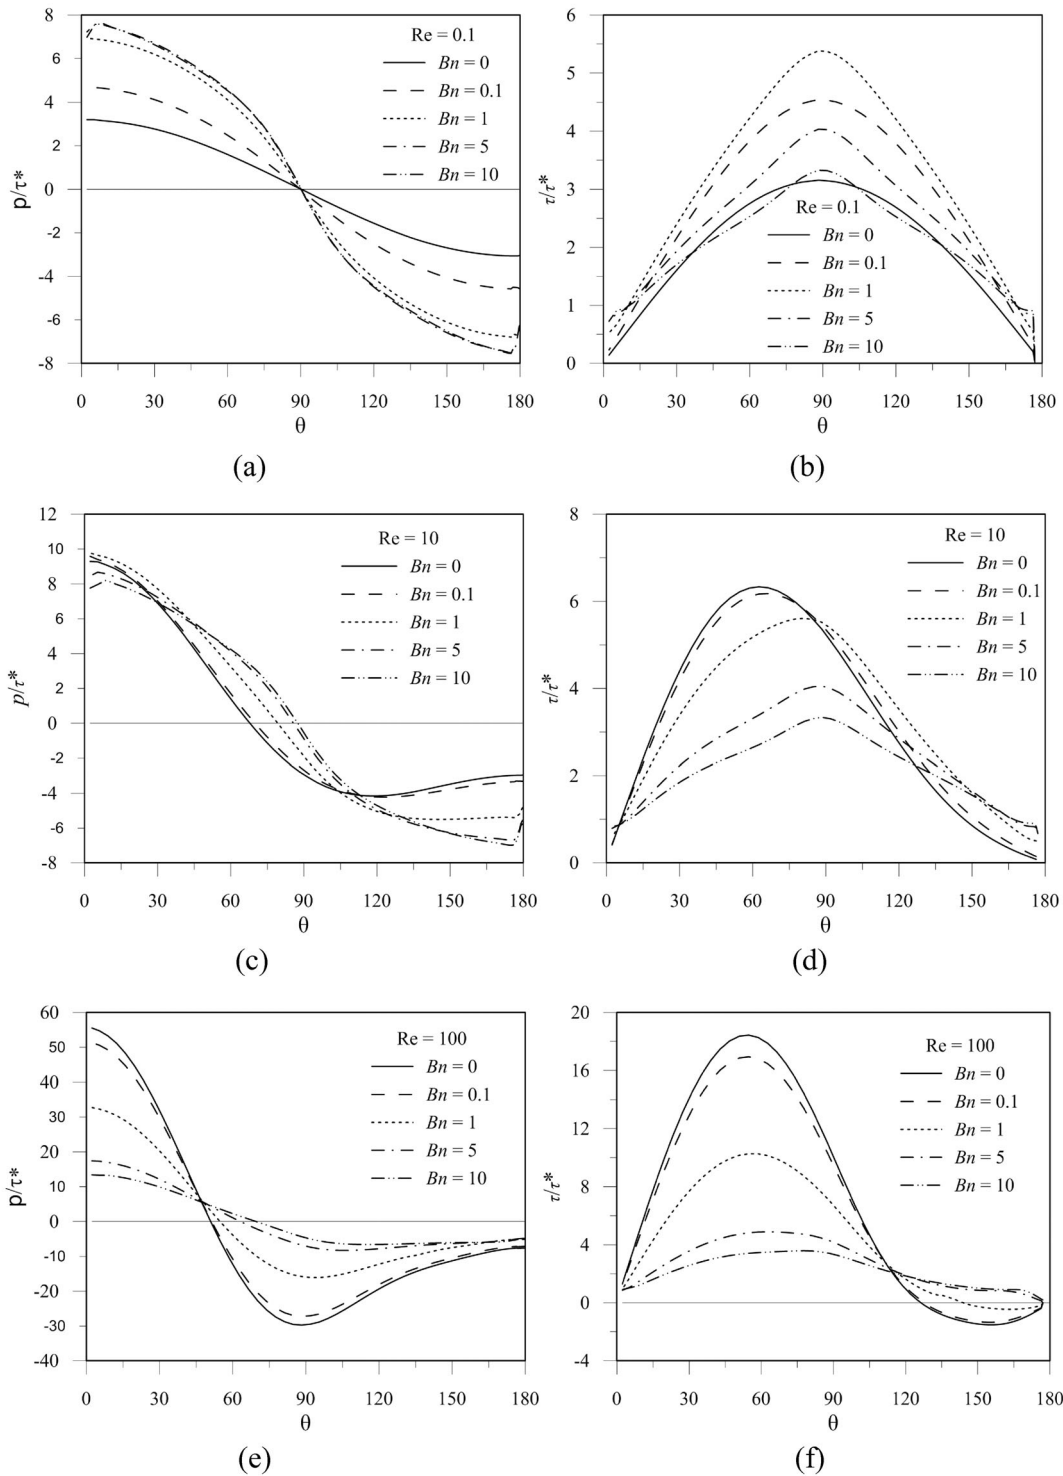 8
6
4
2
0
-2
-4
-6
-8
p/τ*
Re = 0.1
Bn = 0
Bn = 0.1
Bn = 1
Bn = 5
Bn = 10
0 30 60 90 120 150 180
θ
(a)
6
5
4
3
2
1
0
τ/τ*
Re = 0.1
Bn = 0
Bn = 0.1
Bn = 1
Bn = 5
Bn = 10
0 30 60 90 120 150 180
θ
(b)
12
10
8
6
4
2
0
-2
-4
-6
-8
p/τ*
Re = 10
Bn = 0
Bn = 0.1
Bn = 1
Bn = 5
Bn = 10
0 30 60 90 120 150 180
θ
(c)
8
6
4
2
0
τ/τ*
Re = 10
Bn = 0
Bn = 0.1
Bn = 1
Bn = 5
Bn = 10
0 30 60 90 120 150 180
θ
(d)
60
50
40
30
20
10
0
-10
-20
-30
-40
p/τ*
Re = 100
Bn = 0
Bn = 0.1
Bn = 1
Bn = 5
Bn = 10
0 30 60 90 120 150 180
θ
(e)
20
16
12
8
4
0
-4
τ/τ*
Re = 100
Bn = 0
Bn = 0.1
Bn = 1
Bn = 5
Bn = 10
0 30 60 90 120 150 180
θ
(f)